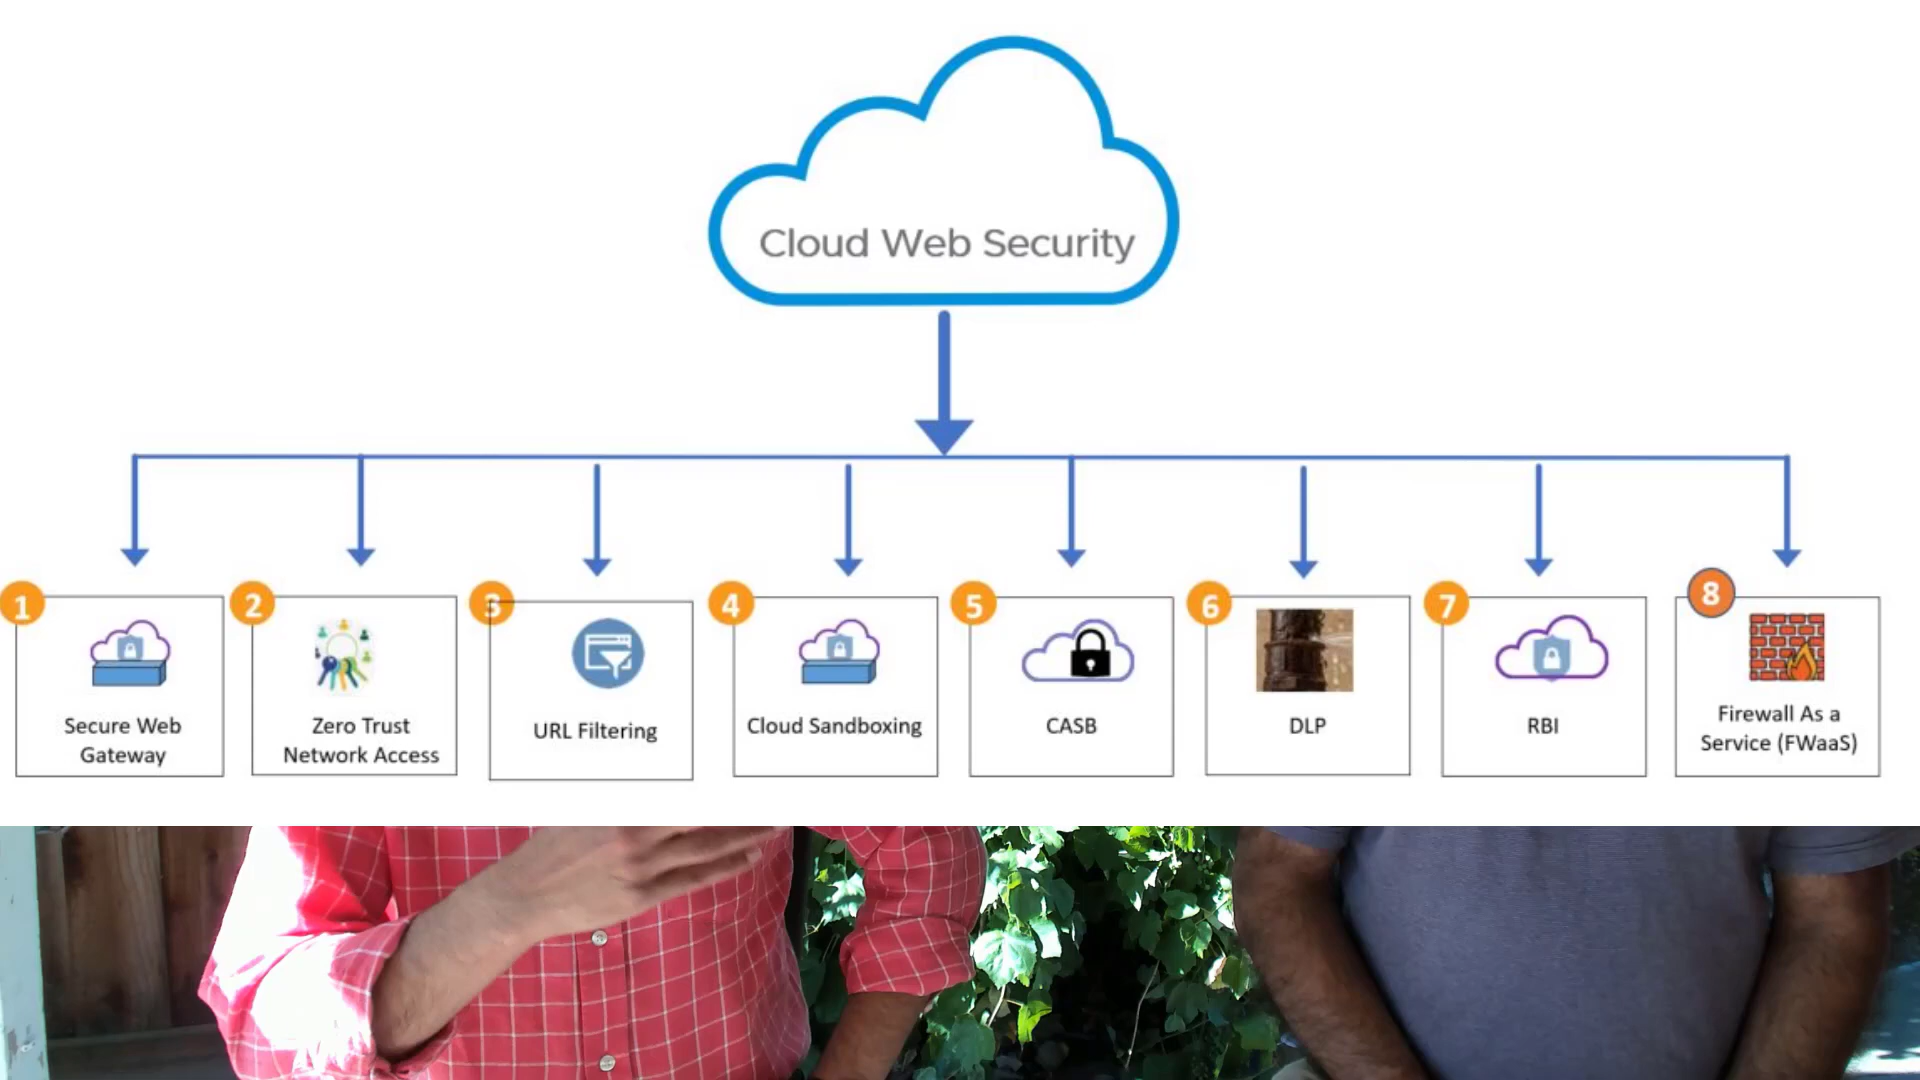 Cloud Web Security
1
2
3
4
5
6
7
8
Secure Web
Gateway
Zero Trust
Network Access
URL Filtering
Cloud Sandboxing
CASB
DLP
RBI
Firewall As a
Service (FWaaS)